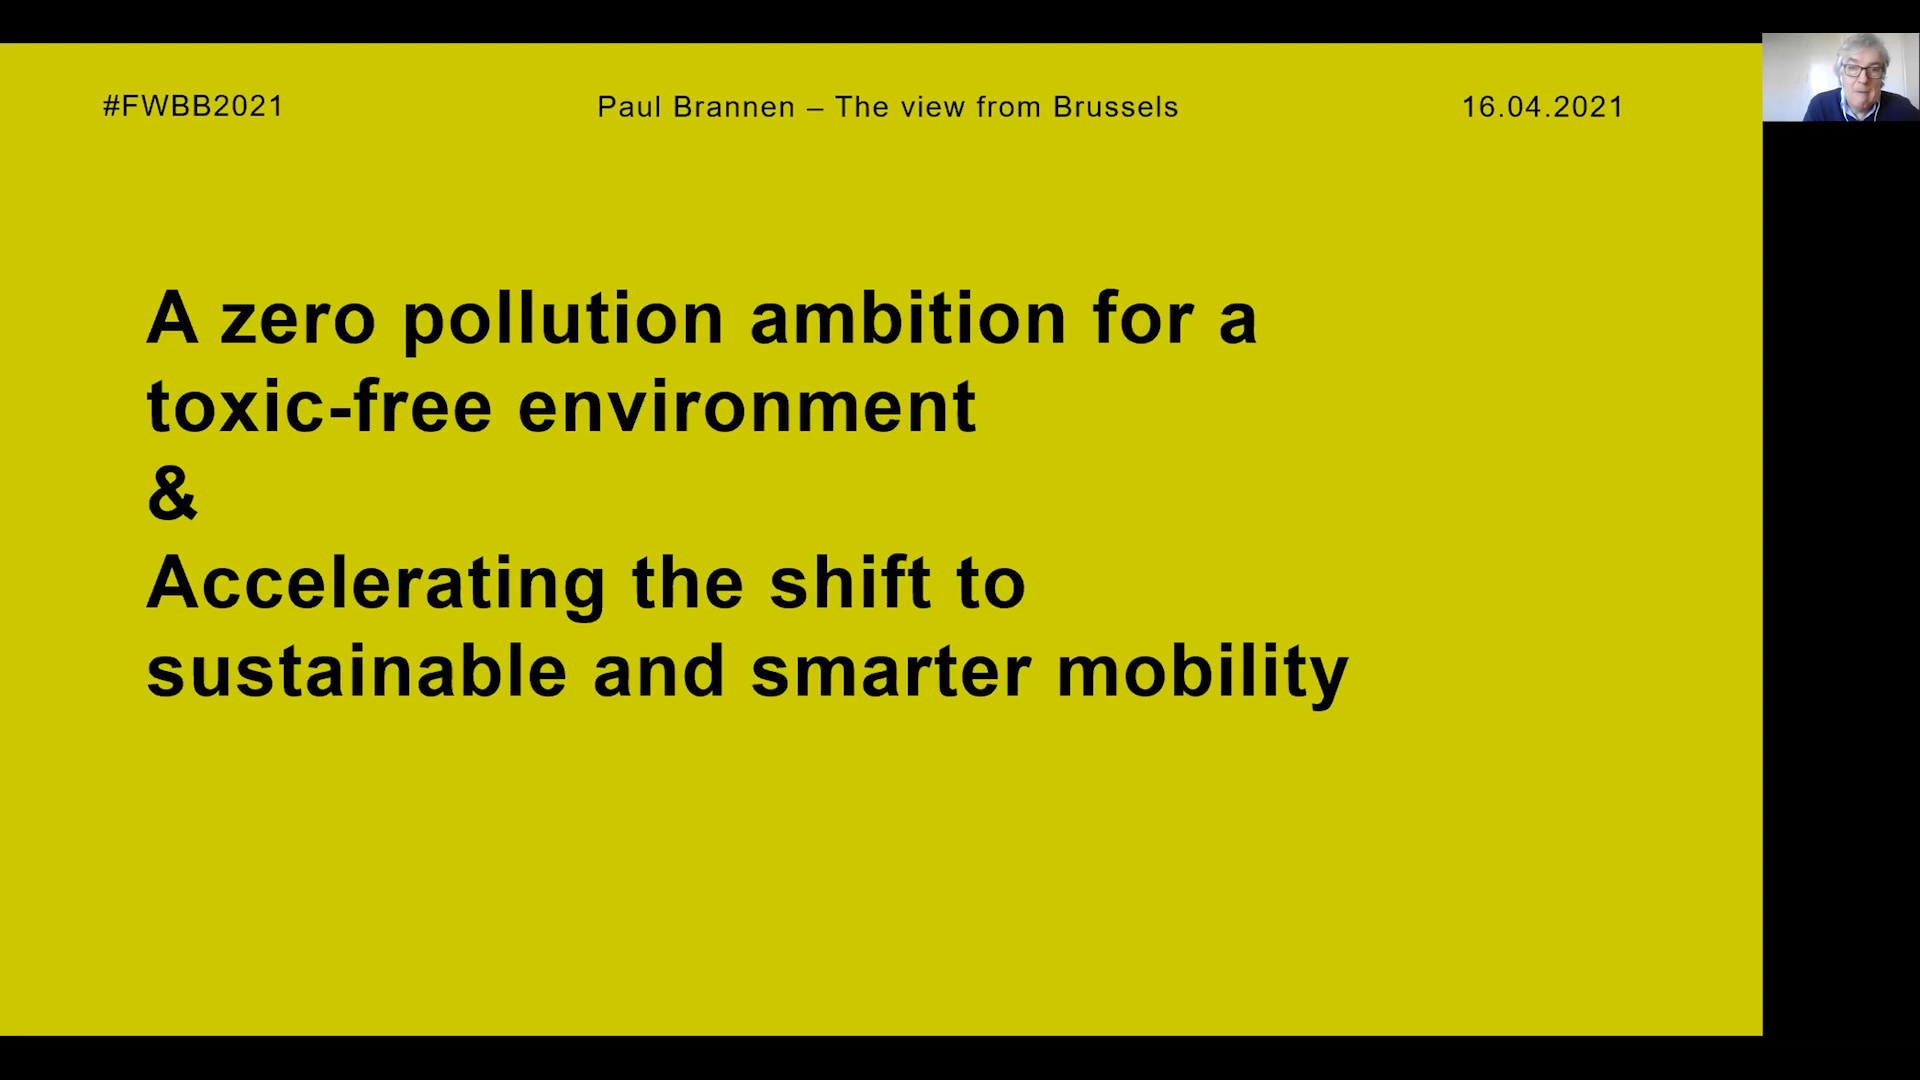 #FWBB2021
Paul Brannen – The view from Brussels
16.04.2021
A zero pollution ambition for a
toxic-free environment
&
Accelerating the shift to
sustainable and smarter mobility